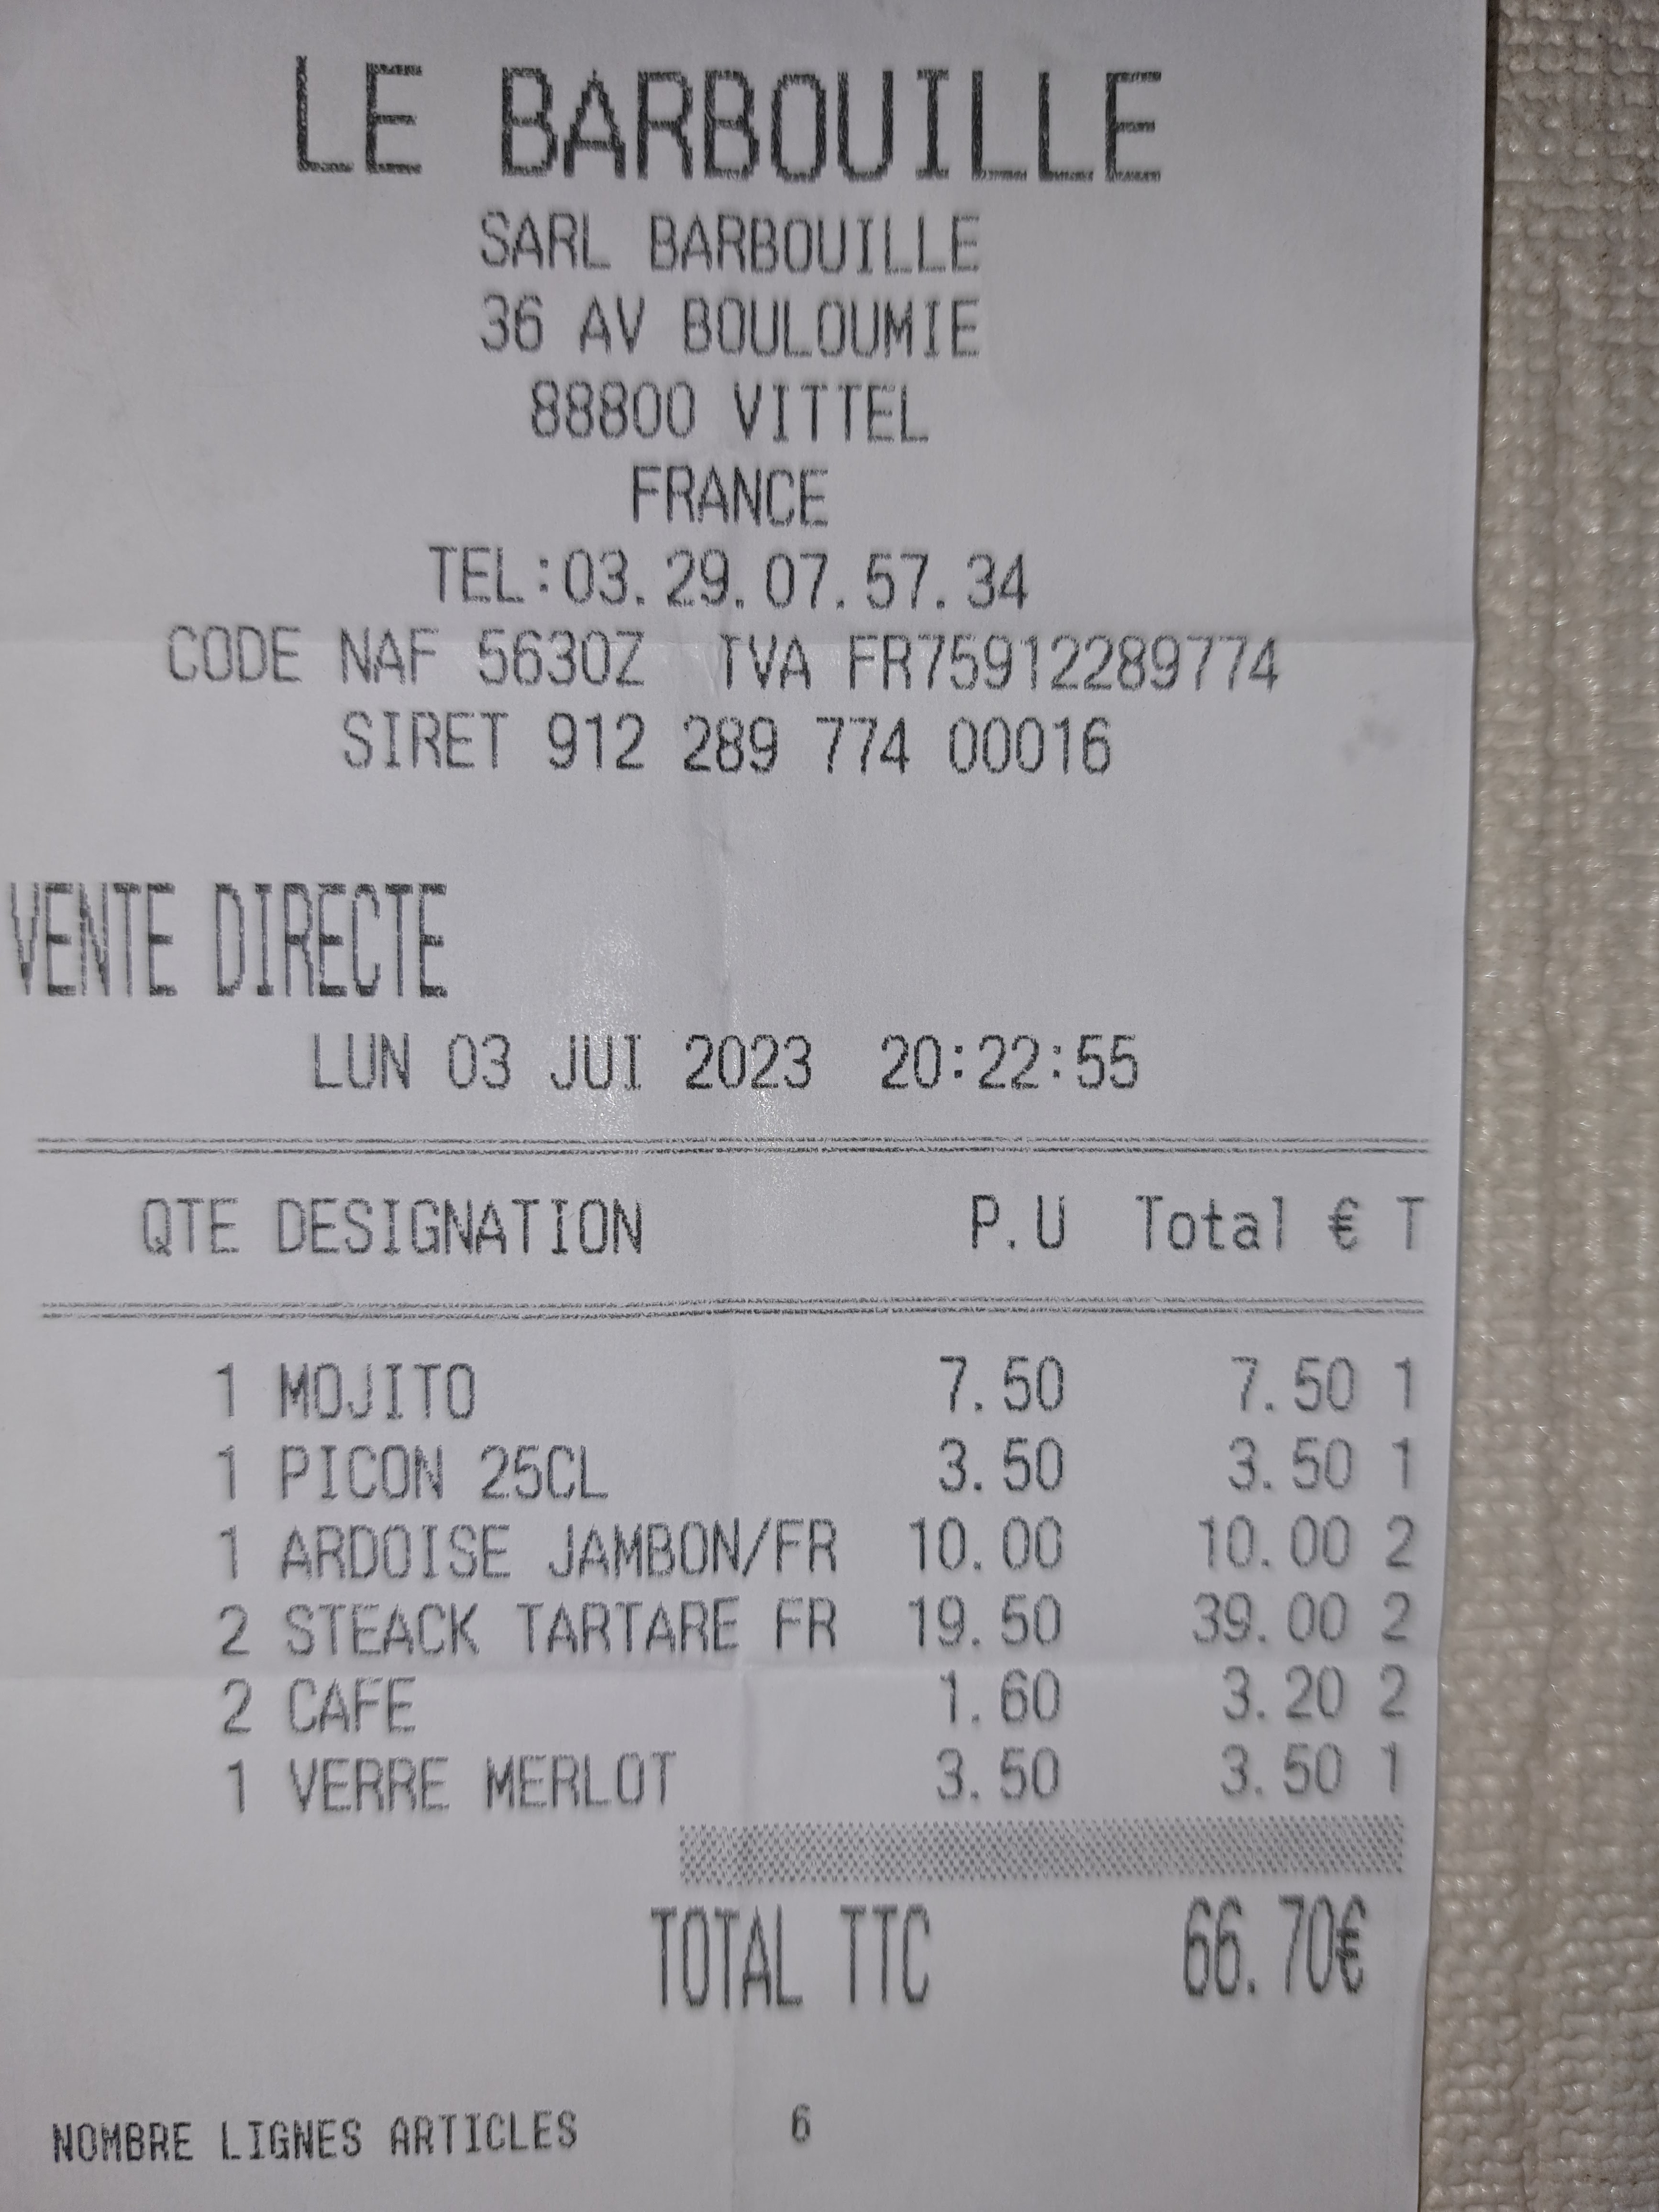 LE BARBOUILLE
SARL BARBOUILLE
36 AV BOULOUMIE
88800 VITTEL
FRANCE
TEL:03.29.07.57.34
CODE NAF 5630Z TVA FR75912289774
SIRET 912 289 774 00016
VENTE DIRECTE
LUN 03 JUI 2023 20:22:55
QTE DESIGNATION P.U Total € T
1 MOJITO 7.50 7.50 1
1 PICON 25CL 3.50 3.50 1
1 ARDOISE JAMBON/FR 10.00 10.00 2
2 STEACK TARTARE FR 19.50 39.00 2
2 CAFE 1.60 3.20 2
1 VERRE MERLOT 3.50 3.50 1
TOTAL TTC 66.70€
NOMBRE LIGNES ARTICLES 6